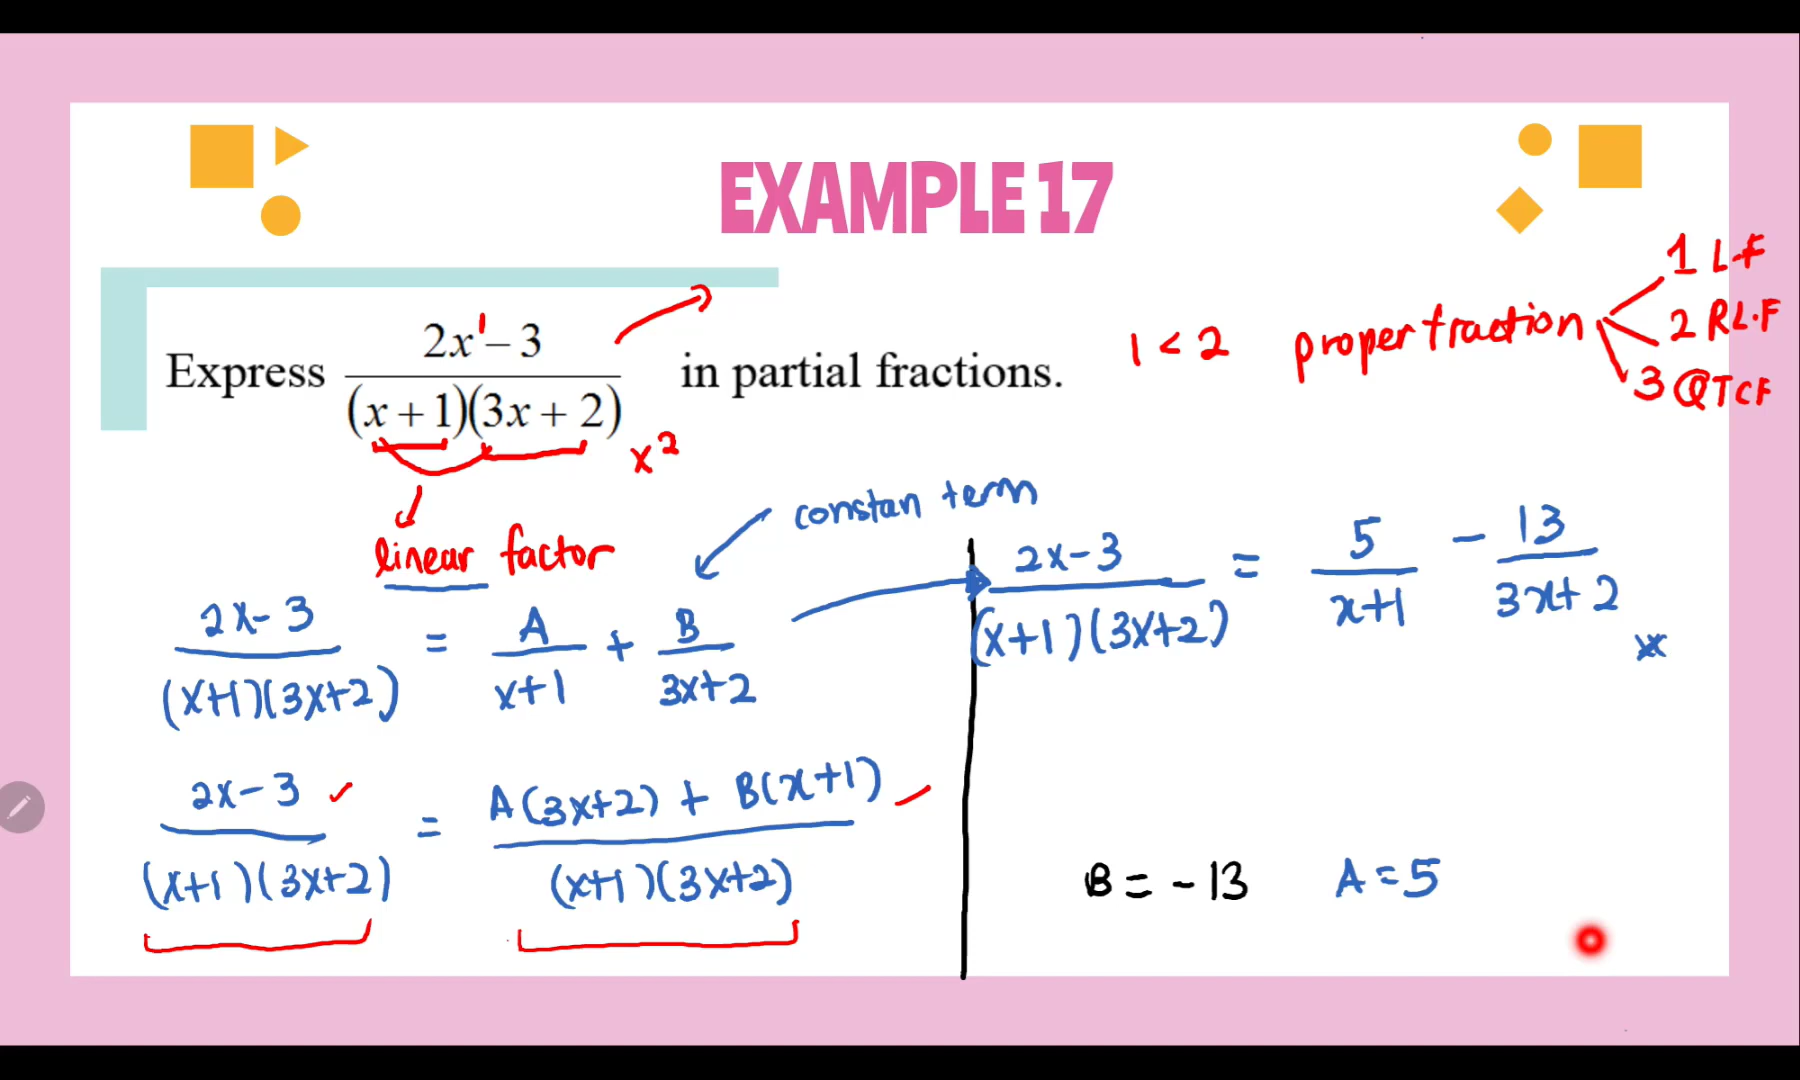 EXAMPLE 17
1 L.F
2 R L.F
3 QTCF
1 < 2 proper fraction
Express (2x¹ − 3)/((x + 1)(3x + 2)) in partial fractions.
x²
linear factor
constan term
(2x−3)/((x+1)(3x+2)) = A/(x+1) + B/(3x+2)
(2x−3)/((x+1)(3x+2)) = (A(3x+2) + B(x+1))/((x+1)(3x+2))
(2x−3)/((x+1)(3x+2)) = 5/(x+1) − 13/(3x+2)
B = −13 A = 5